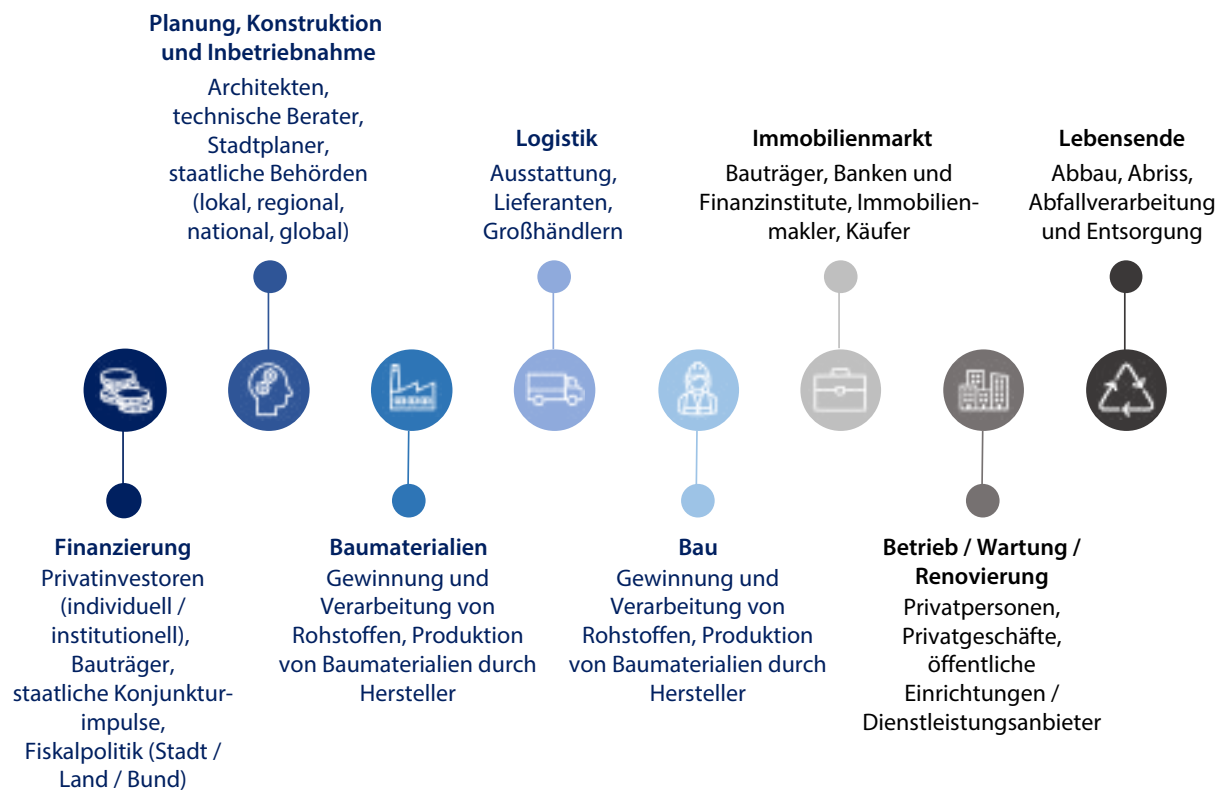 Planung, Konstruktion
und Inbetriebnahme
Architekten,
technische Berater,
Stadtplaner,
staatliche Behörden
(lokal, regional,
national, global)
Logistik
Ausstattung,
Lieferanten,
Großhändlern
Immobilienmarkt
Bauträger, Banken und
Finanzinstitute, Immobilien-
makler, Käufer
Lebensende
Abbau, Abriss,
Abfallverarbeitung
und Entsorgung
Finanzierung
Privatinvestoren
(individuell /
institutionell),
Bauträger,
staatliche Konjunktur-
impulse,
Fiskalpolitik (Stadt /
Land / Bund)
Baumaterialien
Gewinnung und
Verarbeitung von
Rohstoffen, Produktion
von Baumaterialien durch
Hersteller
Bau
Gewinnung und
Verarbeitung von
Rohstoffen, Produktion
von Baumaterialien durch
Hersteller
Betrieb / Wartung /
Renovierung
Privatpersonen,
Privatgeschäfte,
öffentliche
Einrichtungen /
Dienstleistungsanbieter